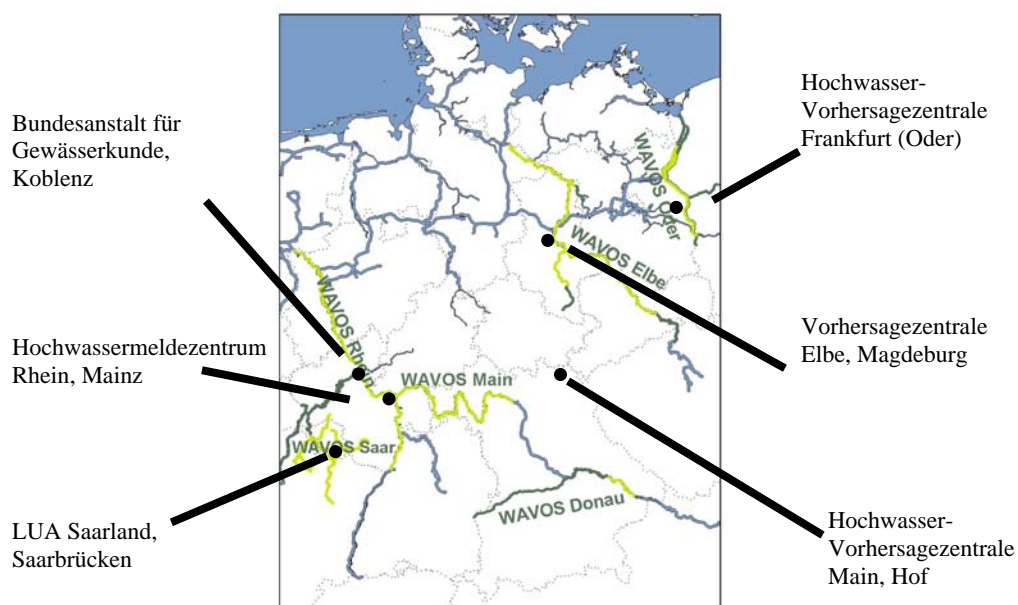 Bundesanstalt für
Gewässerkunde,
Koblenz
Hochwassermeldezentrum
Rhein, Mainz
LUA Saarland,
Saarbrücken
WAVOS Oder
WAVOS Elbe
WAVOS Rhein
WAVOS Main
WAVOS Saar
WAVOS Donau
Hochwasser-
Vorhersagezentrale
Frankfurt (Oder)
Vorhersagezentrale
Elbe, Magdeburg
Hochwasser-
Vorhersagezentrale
Main, Hof